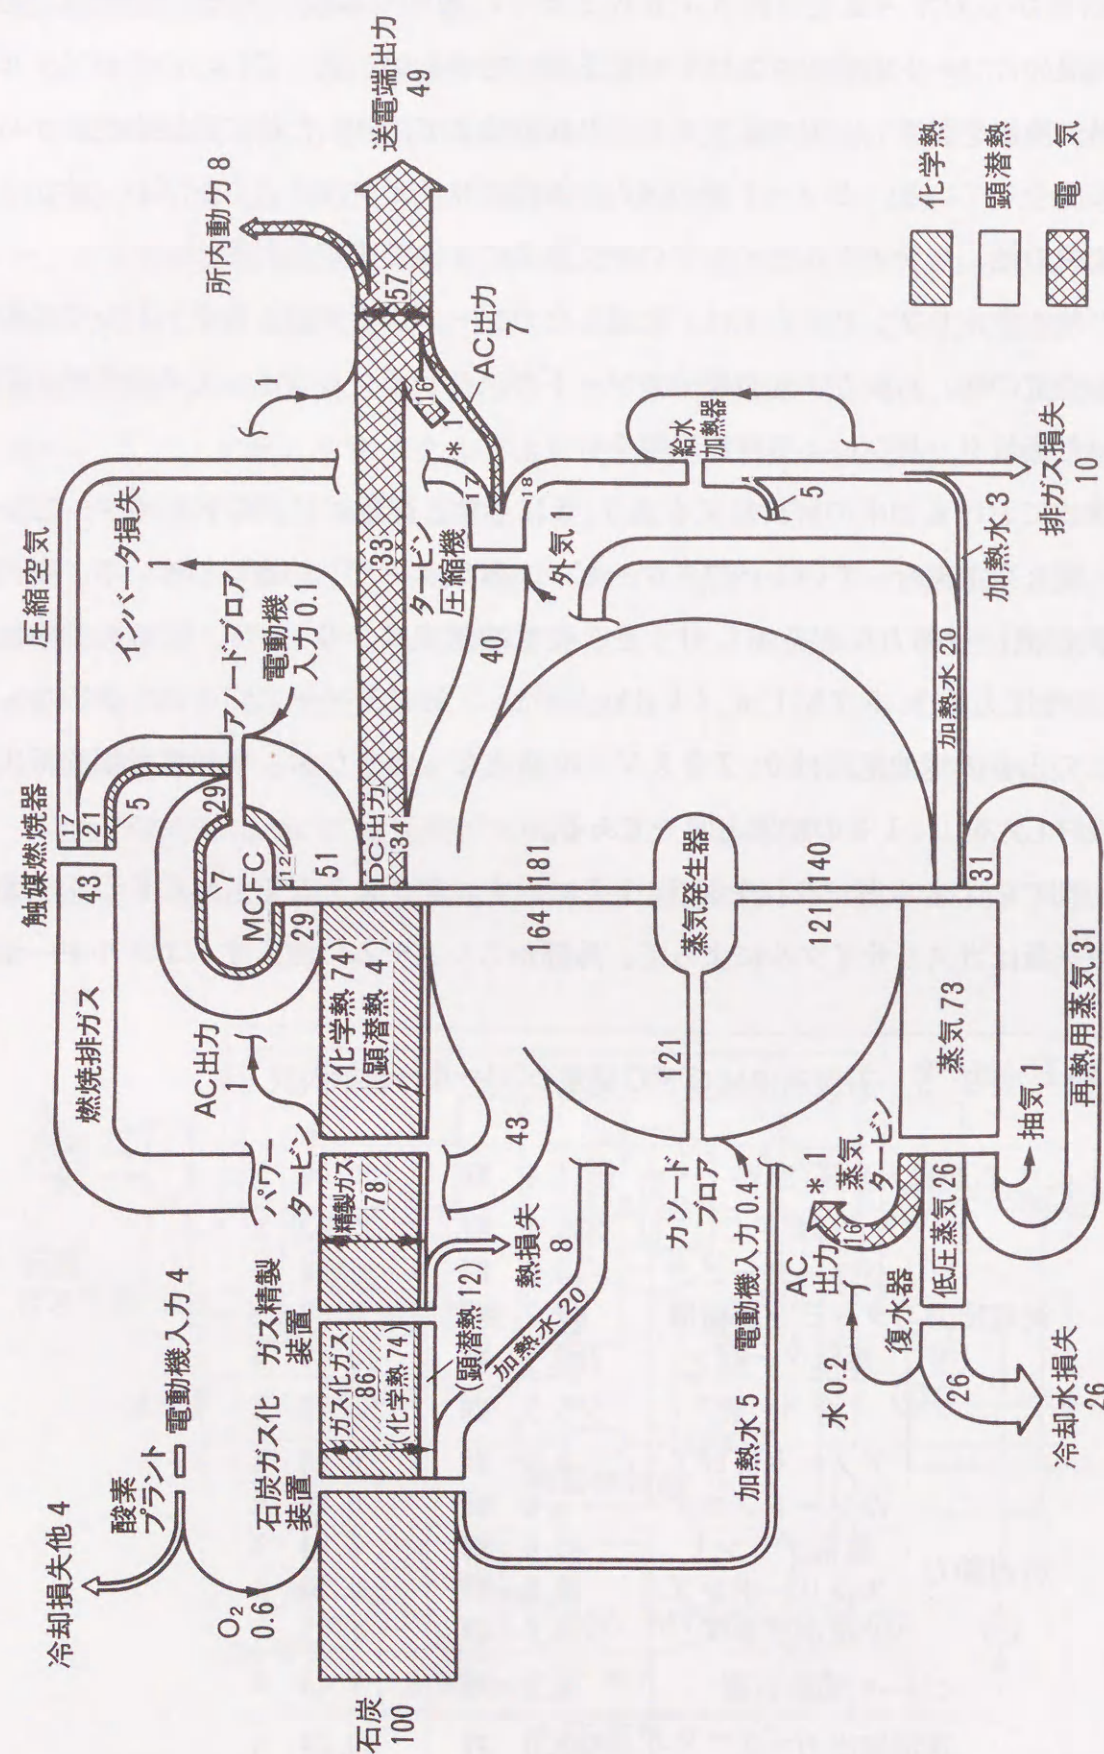 冷却損失他 4
酸素
プラント
電動機入力 4
O₂
0.6
石炭
100
石炭ガス化
装置
ガス精製
装置
ガス化ガス
86
(化学熱 74)
(顕潜熱 12)
加熱水 20
熱損失
8
精製ガス
78
パワー
タービン
AC出力
1
燃焼排ガス
触媒燃焼器
43
17
21
5
圧縮空気
インバータ損失
1
アノードブロア
電動機
入力 0.1
29
7
MCFC
12
29
51
(化学熱 74)
(顕潜熱 4)
DC出力
34
33
57
所内動力 8
送電端出力
49
16
*1
AC出力
7
17
18
タービン
圧縮機
40
外気
給水
加熱器
5
排ガス損失
10
加熱水 3
加熱水 20
43
164
181
蒸気発生器
121
140
21
カソード
ブロア
電動機入力 0.4
加熱水 5
蒸気 73
31
再熱用蒸気 31
抽気 1
蒸気
タービン
*1
AC
出力
16
低圧蒸気 26
復水器
水 0.2
26
冷却水損失
26
化学熱
顕潜熱
電 気